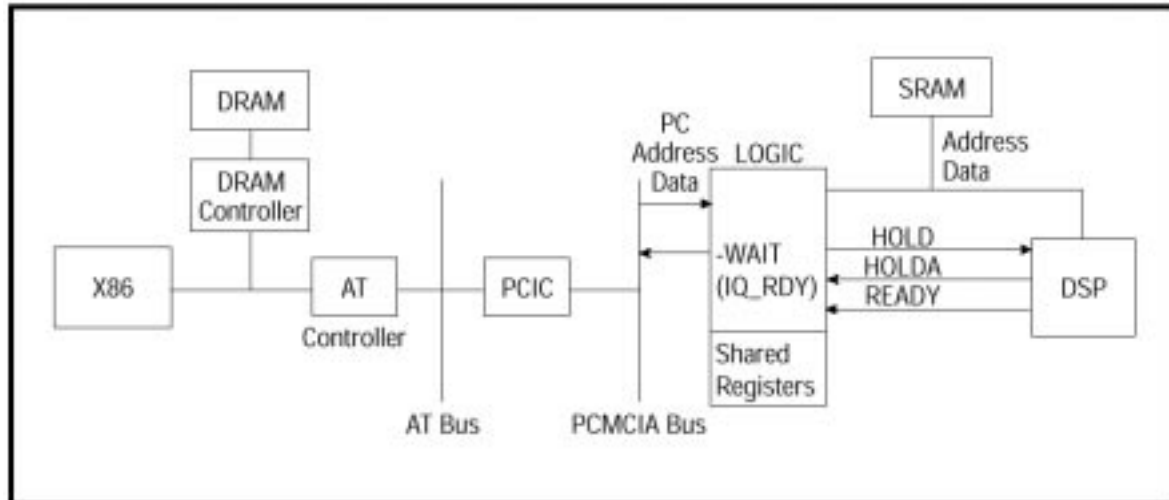 DRAM
DRAM
Controller
X86
AT
Controller
AT Bus
PCIC
PCMCIA Bus
PC
Address
Data
LOGIC
-WAIT
(IQ_RDY)
Shared
Registers
SRAM
Address
Data
HOLD
HOLDA
READY
DSP